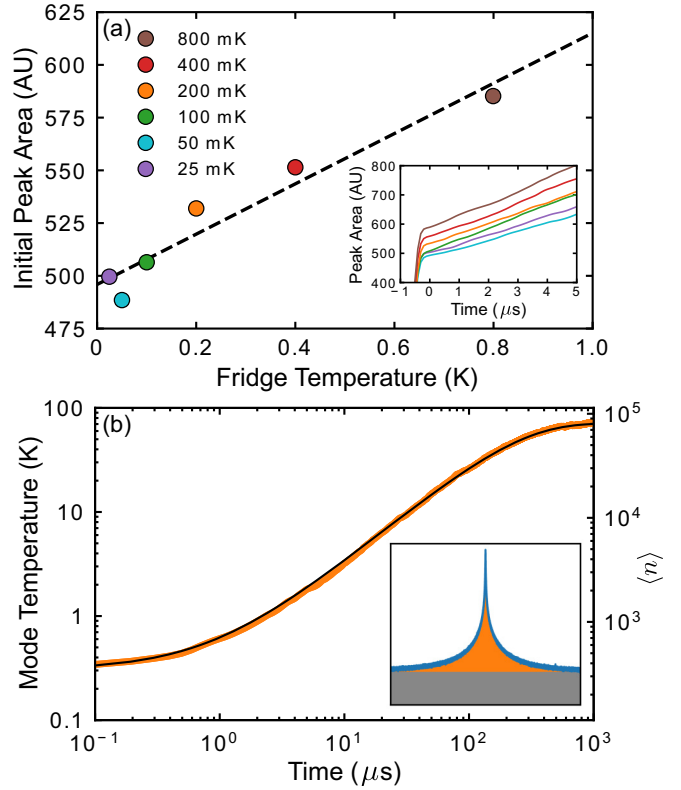 (a)
800 mK
400 mK
200 mK
100 mK
50 mK
25 mK
Initial Peak Area (AU)
625
600
575
550
525
500
475
0
0.2
0.4
0.6
0.8
1.0
Fridge Temperature (K)
Peak Area (AU)
800
700
600
500
400
−1
0
1
2
3
4
5
Time (μs)
(b)
Mode Temperature (K)
100
10
1
0.1
10⁻¹
10⁰
10¹
10²
10³
Time (μs)
10⁵
10⁴
10³
⟨n⟩